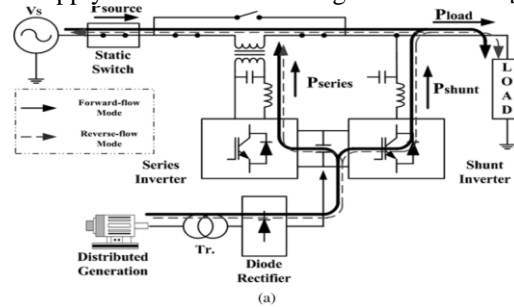 Vs
Psource
Pload
Static
Switch
LOAD
Forward-flow
Mode
Reverse-flow
Mode
Pseries
Pshunt
Series
Inverter
Shunt
Inverter
Distributed
Generation
Tr.
Diode
Rectifier
(a)